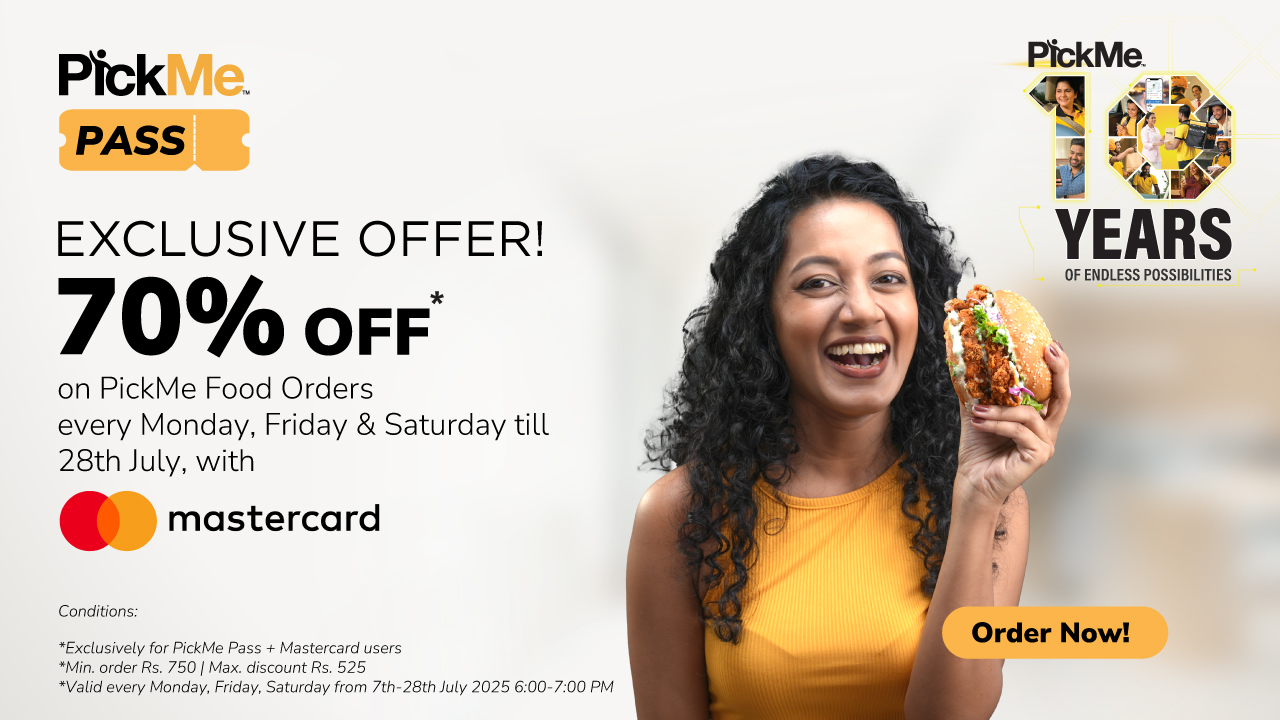 PickMe™
PASS
EXCLUSIVE OFFER!
70% OFF*
on PickMe Food Orders
every Monday, Friday & Saturday till
28th July, with
mastercard
Conditions:
*Exclusively for PickMe Pass + Mastercard users
*Min. order Rs. 750 | Max. discount Rs. 525
*Valid every Monday, Friday, Saturday from 7th-28th July 2025 6:00-7:00 PM
PickMe™
10
YEARS
OF ENDLESS POSSIBILITIES
Order Now!